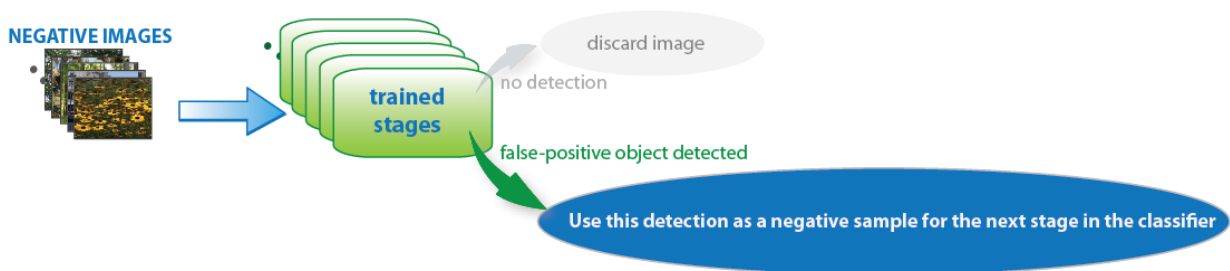 NEGATIVE IMAGES
discard image
no detection
trained
stages
false-positive object detected
Use this detection as a negative sample for the next stage in the classifier